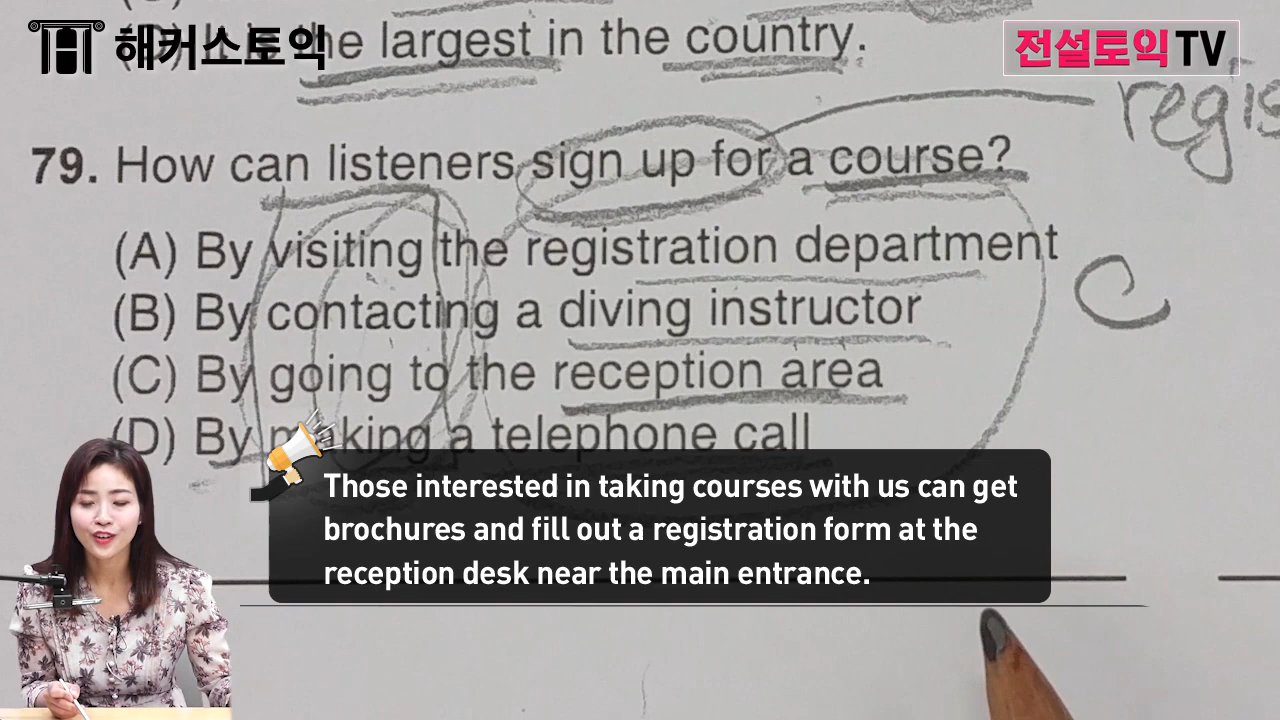 해커스토익
전설토익TV
the largest in the country.
regis
79. How can listeners sign up for a course?
(A) By visiting the registration department
(B) By contacting a diving instructor
C
(C) By going to the reception area
(D) By making a telephone call
Those interested in taking courses with us can get
brochures and fill out a registration form at the
reception desk near the main entrance.